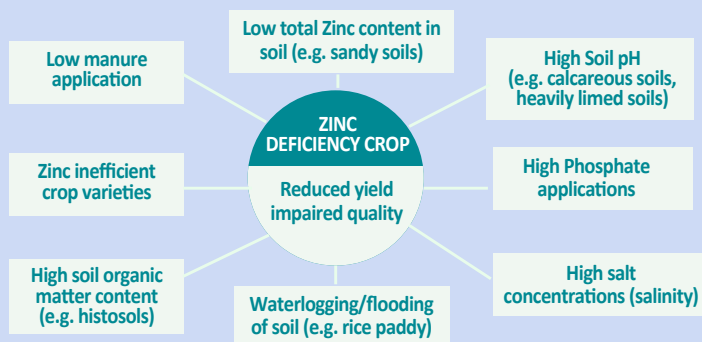 Low total Zinc content in
soil (e.g. sandy soils)
Low manure
application
High Soil pH
(e.g. calcareous soils,
heavily limed soils)
ZINC
DEFICIENCY CROP
Reduced yield
impaired quality
Zinc inefficient
crop varieties
High Phosphate
applications
High soil organic
matter content
(e.g. histosols)
Waterlogging/flooding
of soil (e.g. rice paddy)
High salt
concentrations (salinity)